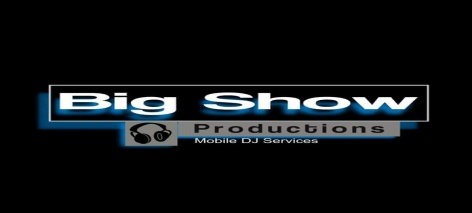 Big Show
Productions
Mobile DJ Services